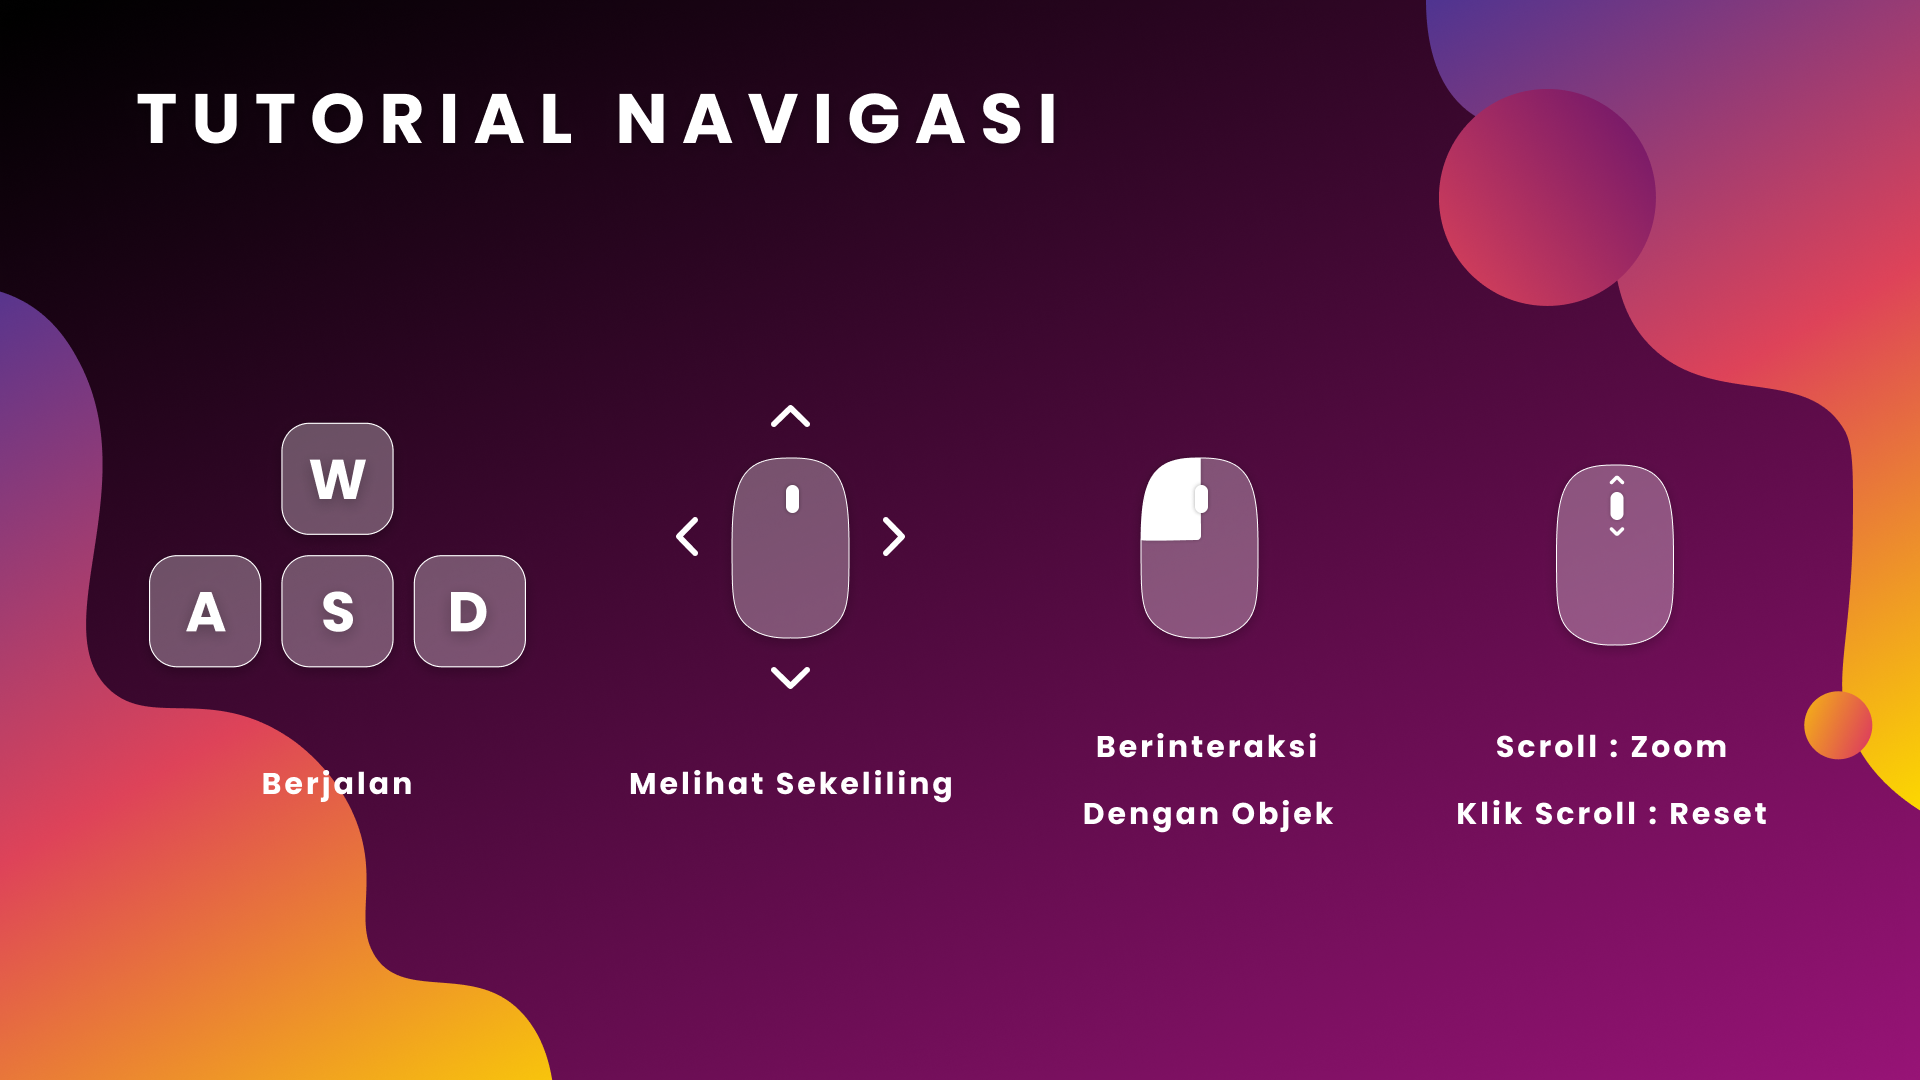 TUTORIAL NAVIGASI
W
A S D
Berjalan
Melihat Sekeliling
Berinteraksi
Dengan Objek
Scroll : Zoom
Klik Scroll : Reset